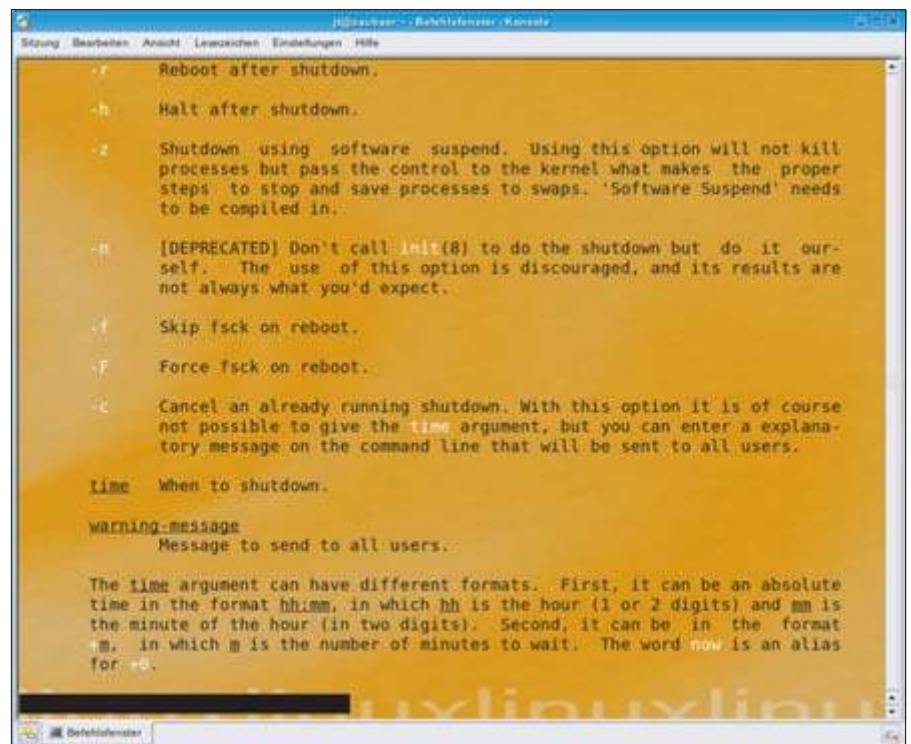 - Befehlsfenster - Konsole
Sitzung Bearbeiten Ansicht Lesezeichen Einstellungen Hilfe
-r Reboot after shutdown.
-h Halt after shutdown.
-z Shutdown using software suspend. Using this option will not kill
processes but pass the control to the kernel what makes the proper
steps to stop and save processes to swaps. 'Software Suspend' needs
to be compiled in.
-n [DEPRECATED] Don't call init(8) to do the shutdown but do it our-
self. The use of this option is discouraged, and its results are
not always what you'd expect.
-f Skip fsck on reboot.
-F Force fsck on reboot.
-c Cancel an already running shutdown. With this option it is of course
not possible to give the time argument, but you can enter a explana-
tory message on the command line that will be sent to all users.
time When to shutdown.
warning-message
Message to send to all users.
The time argument can have different formats. First, it can be an absolute
time in the format hh:mm, in which hh is the hour (1 or 2 digits) and mm is
the minute of the hour (in two digits). Second, it can be in the format
+m, in which m is the number of minutes to wait. The word now is an alias
for +0.
uxlinuxlinu
Befehlsfenster